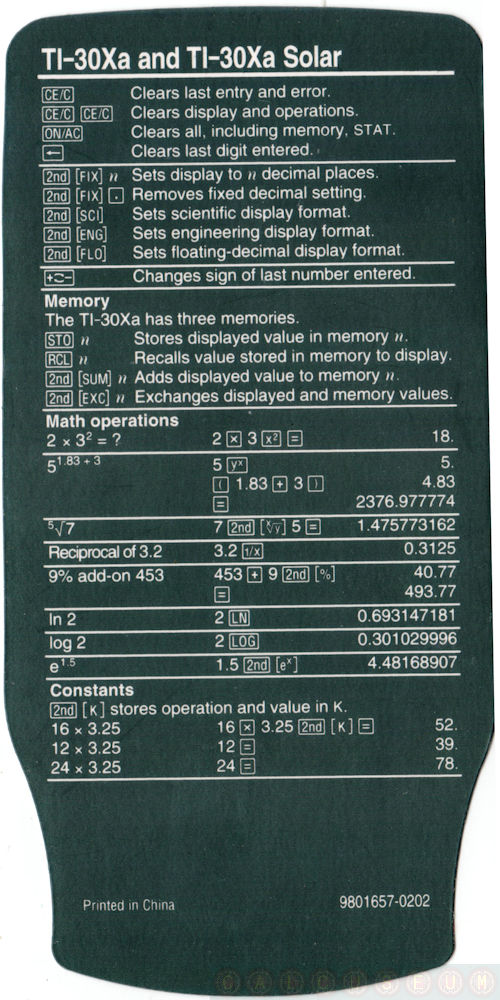 TI-30Xa and TI-30Xa Solar
CE/C Clears last entry and error.
CE/C CE/C Clears display and operations.
ON/AC Clears all, including memory, STAT.
← Clears last digit entered.
2nd [FIX] n Sets display to n decimal places.
2nd [FIX] . Removes fixed decimal setting.
2nd [SCI] Sets scientific display format.
2nd [ENG] Sets engineering display format.
2nd [FLO] Sets floating-decimal display format.
+⇄− Changes sign of last number entered.
Memory
The TI-30Xa has three memories.
STO n Stores displayed value in memory n.
RCL n Recalls value stored in memory to display.
2nd [SUM] n Adds displayed value to memory n.
2nd [EXC] n Exchanges displayed and memory values.
Math operations
2 × 3² = ? 2 × 3 x² = 18.
5^1.83 + 3 5 yˣ 5.
( 1.83 + 3 ) 4.83
= 2376.977774
⁵√7 7 2nd [ˣ√y] 5 = 1.475773162
Reciprocal of 3.2 3.2 1/x 0.3125
9% add-on 453 453 + 9 2nd [%] 40.77
= 493.77
ln 2 2 LN 0.693147181
log 2 2 LOG 0.301029996
e^1.5 1.5 2nd [eˣ] 4.48168907
Constants
2nd [K] stores operation and value in K.
16 × 3.25 16 × 3.25 2nd [K] = 52.
12 × 3.25 12 = 39.
24 × 3.25 24 = 78.
Printed in China 9801657-0202
CALCUSEUM